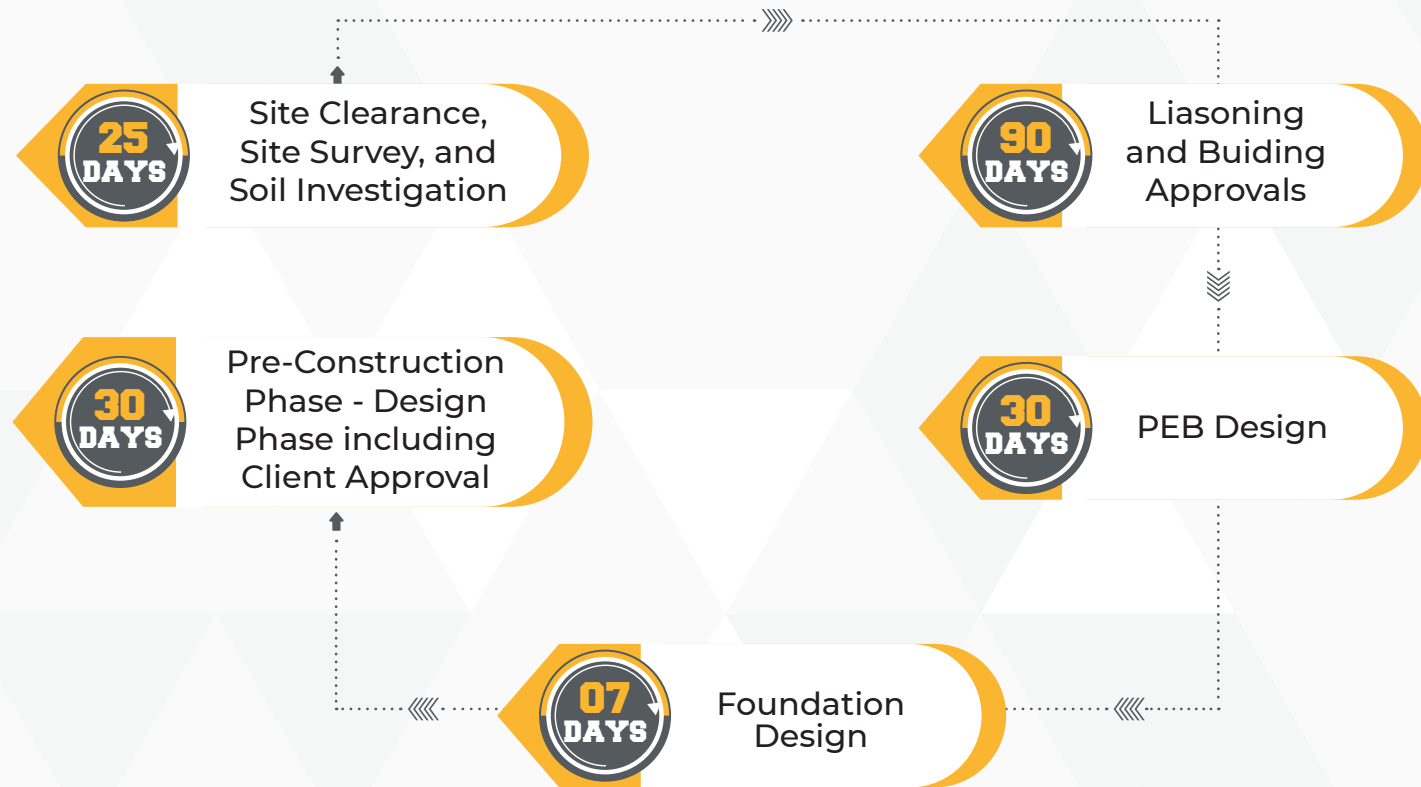 25
DAYS
Site Clearance,
Site Survey, and
Soil Investigation
90
DAYS
Liasoning
and Buiding
Approvals
30
DAYS
Pre-Construction
Phase - Design
Phase including
Client Approval
30
DAYS
PEB Design
07
DAYS
Foundation
Design